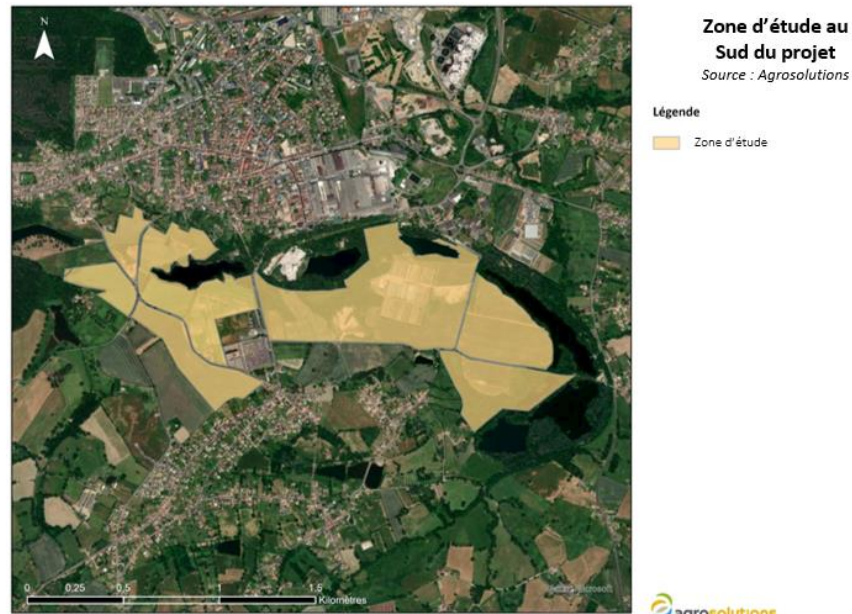 N
Zone d'étude au
Sud du projet
Source : Agrosolutions
Légende
Zone d'étude
0 0.25 0.5 1 1.5
Kilomètres
agrosolutions